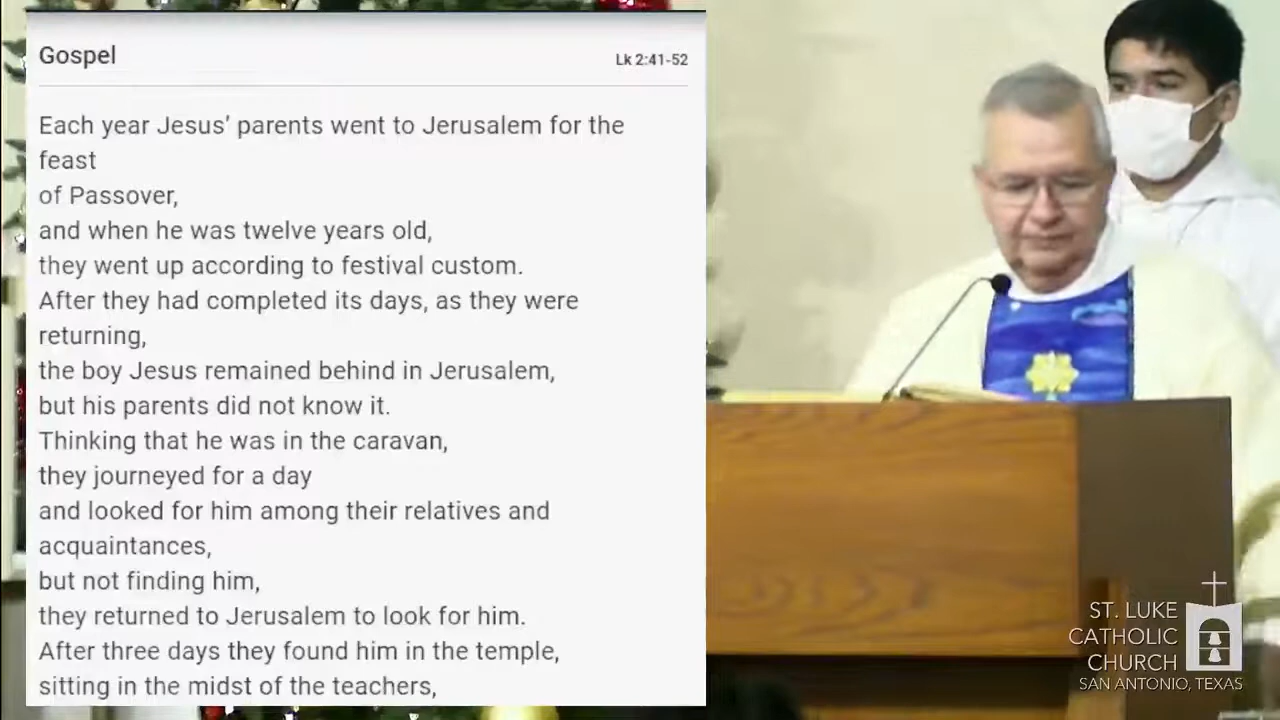 Gospel
Lk 2:41-52
Each year Jesus’ parents went to Jerusalem for the
feast
of Passover,
and when he was twelve years old,
they went up according to festival custom.
After they had completed its days, as they were
returning,
the boy Jesus remained behind in Jerusalem,
but his parents did not know it.
Thinking that he was in the caravan,
they journeyed for a day
and looked for him among their relatives and
acquaintances,
but not finding him,
they returned to Jerusalem to look for him.
After three days they found him in the temple,
sitting in the midst of the teachers,
ST. LUKE
CATHOLIC
CHURCH
SAN ANTONIO, TEXAS